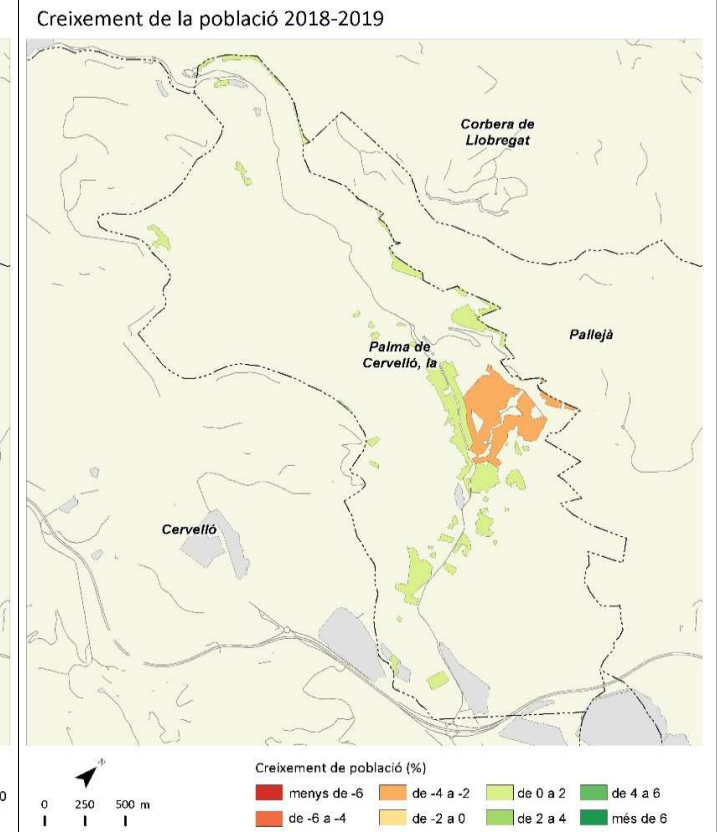 Creixement de la població 2018-2019
Corbera de
Llobregat
Pallejà
Palma de
Cervelló, la
Cervelló
Creixement de població (%)
0
0 250 500 m
menys de -6
de -4 a -2
de 0 a 2
de 4 a 6
de -6 a -4
de -2 a 0
de 2 a 4
més de 6